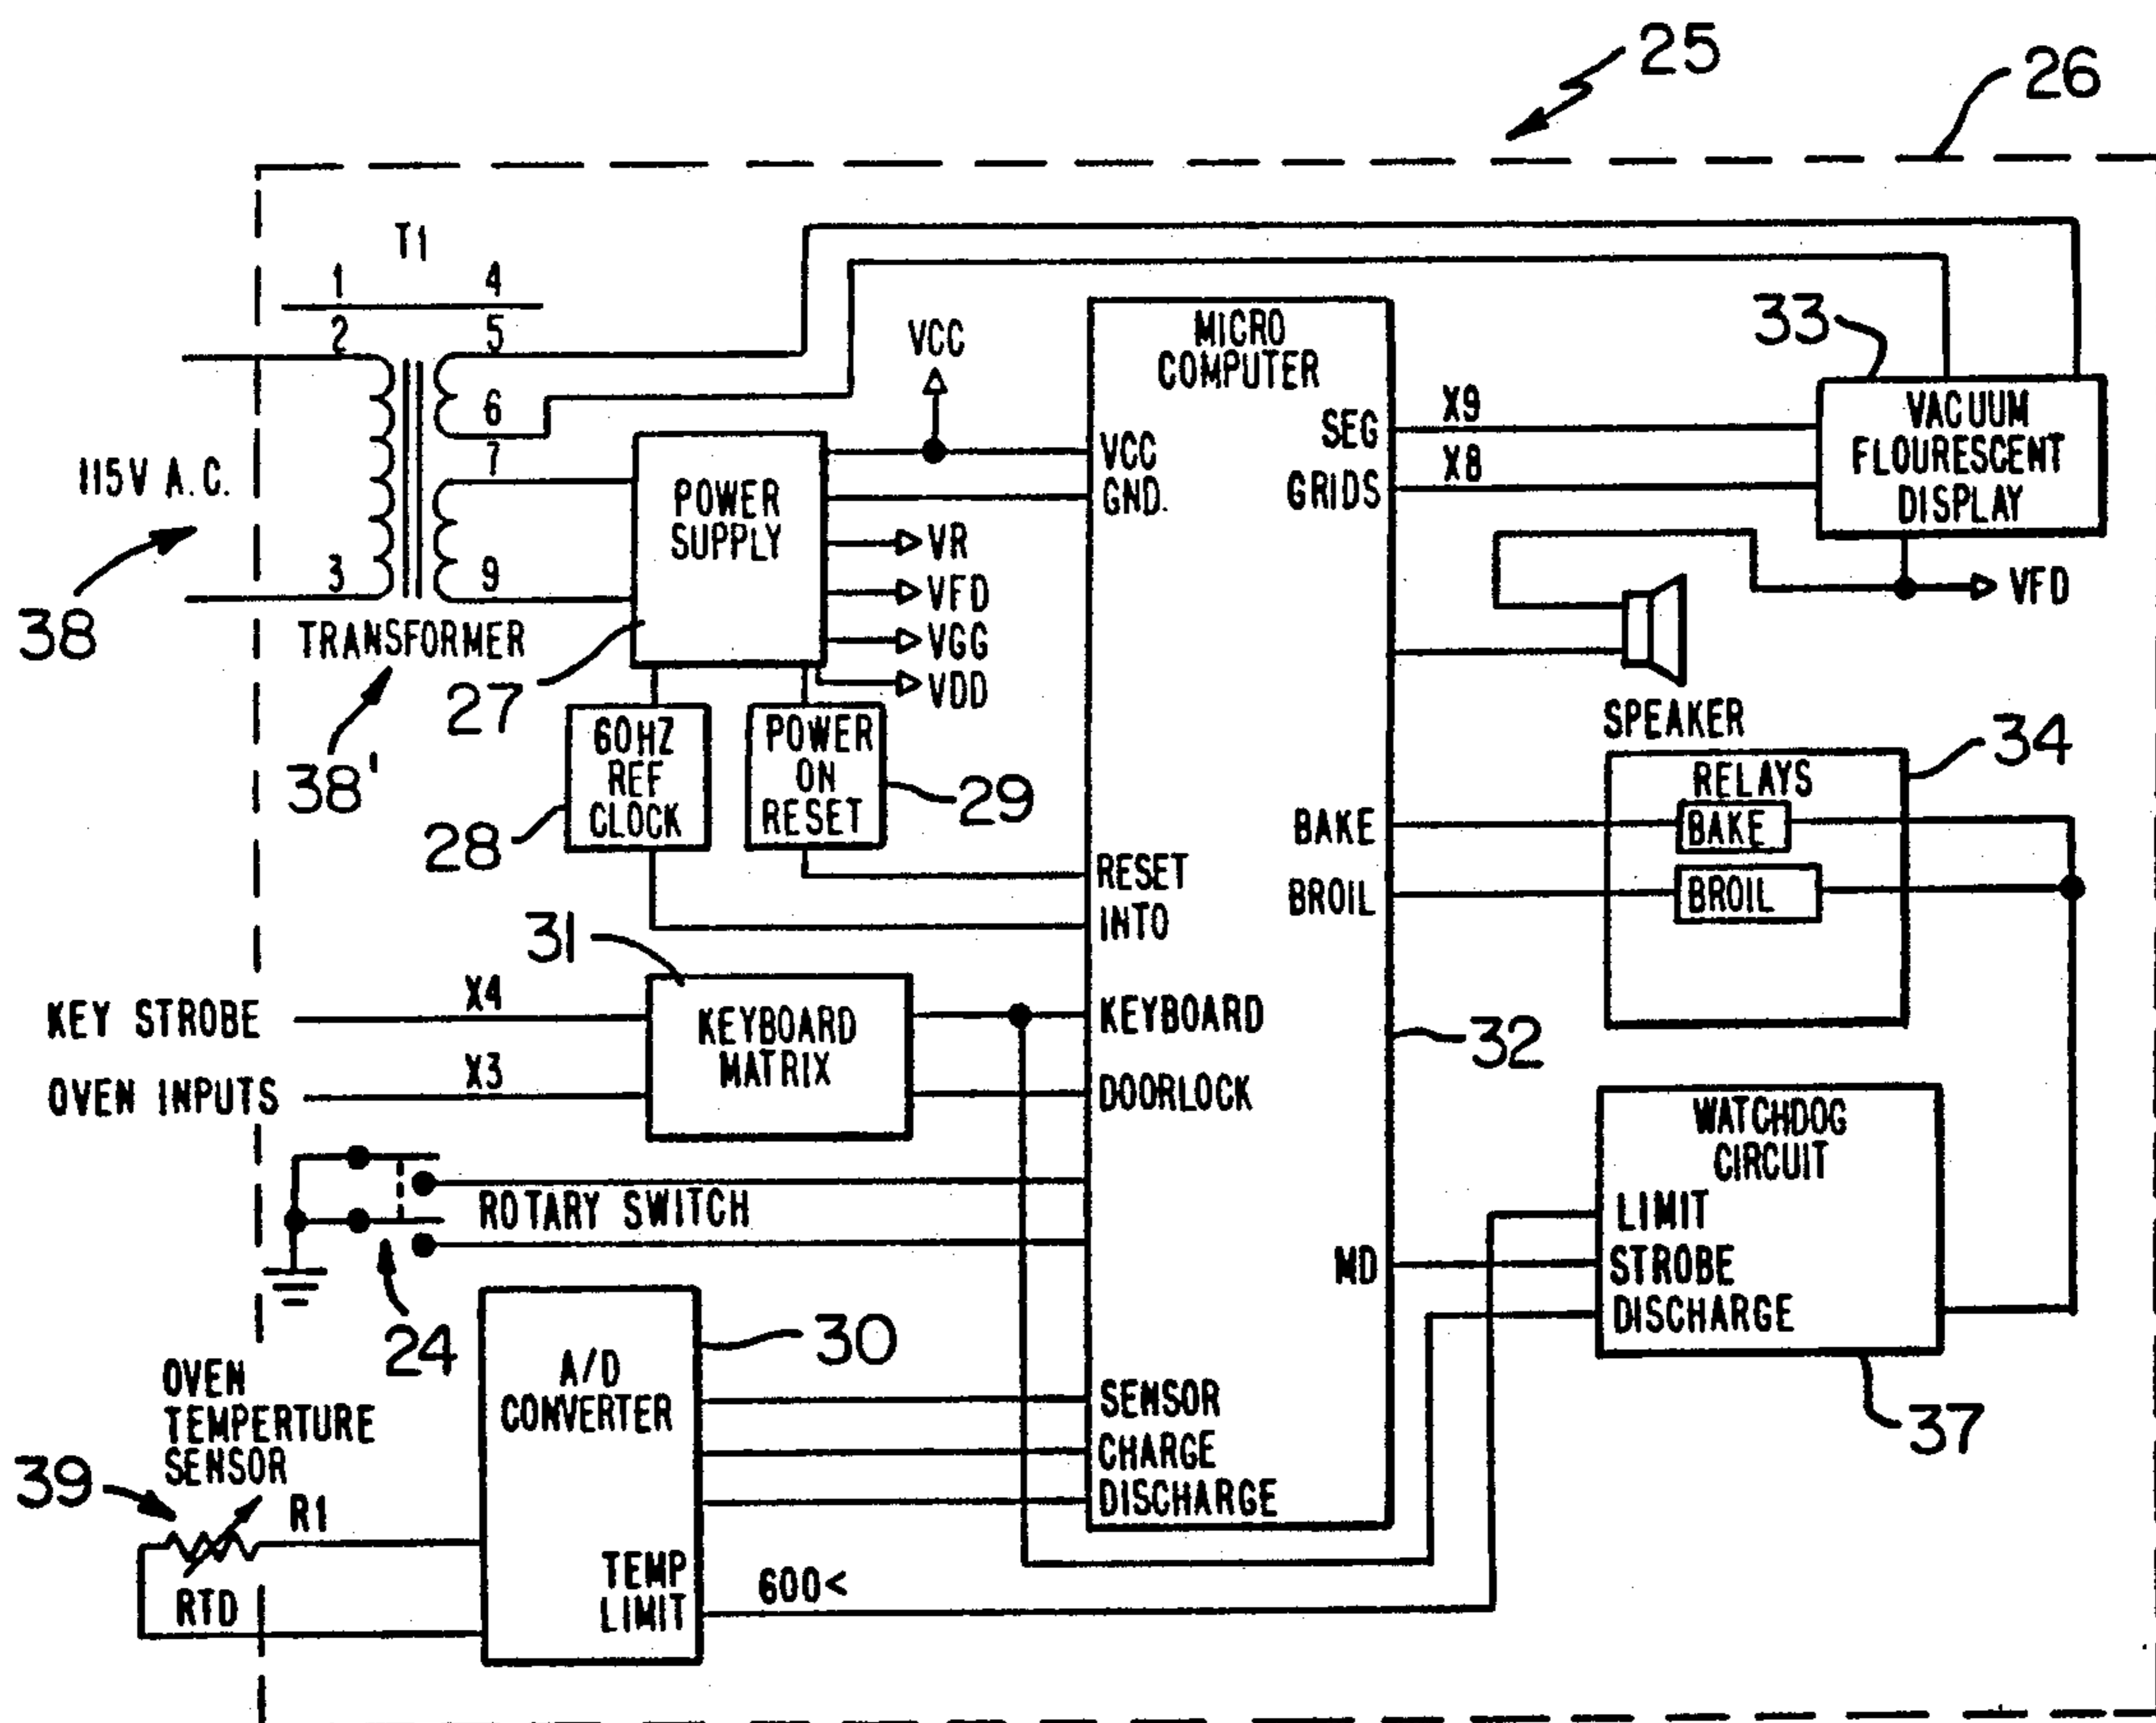 25
26
T1
1 4
2 5
6
7
3 9
115V A.C.
38
TRANSFORMER
38'
VCC
POWER
SUPPLY
27
VR
VFD
VGG
VDD
60HZ
REF
CLOCK
28
POWER
ON
RESET
29
MICRO
COMPUTER
VCC
GND.
SEG
GRIDS
X9
X8
33
VACUUM
FLOURESCENT
DISPLAY
VFD
SPEAKER
34
RELAYS
BAKE
BROIL
BAKE
BROIL
RESET
INTO
31
KEY STROBE
X4
OVEN INPUTS
X3
KEYBOARD
MATRIX
KEYBOARD
DOORLOCK
32
ROTARY SWITCH
24
WATCHDOG
CIRCUIT
LIMIT
STROBE
DISCHARGE
MD
37
30
A/D
CONVERTER
TEMP
LIMIT
SENSOR
CHARGE
DISCHARGE
600<
OVEN
TEMPERTURE
SENSOR
39
R1
RTD